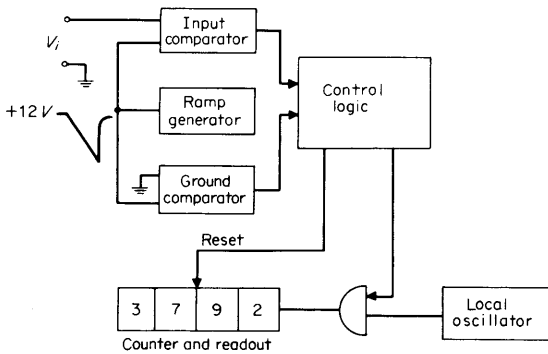 Input
comparator
Vi
+12V
Ramp
generator
Control
logic
Ground
comparator
Reset
3 7 9 2
Local
oscillator
Counter and readout